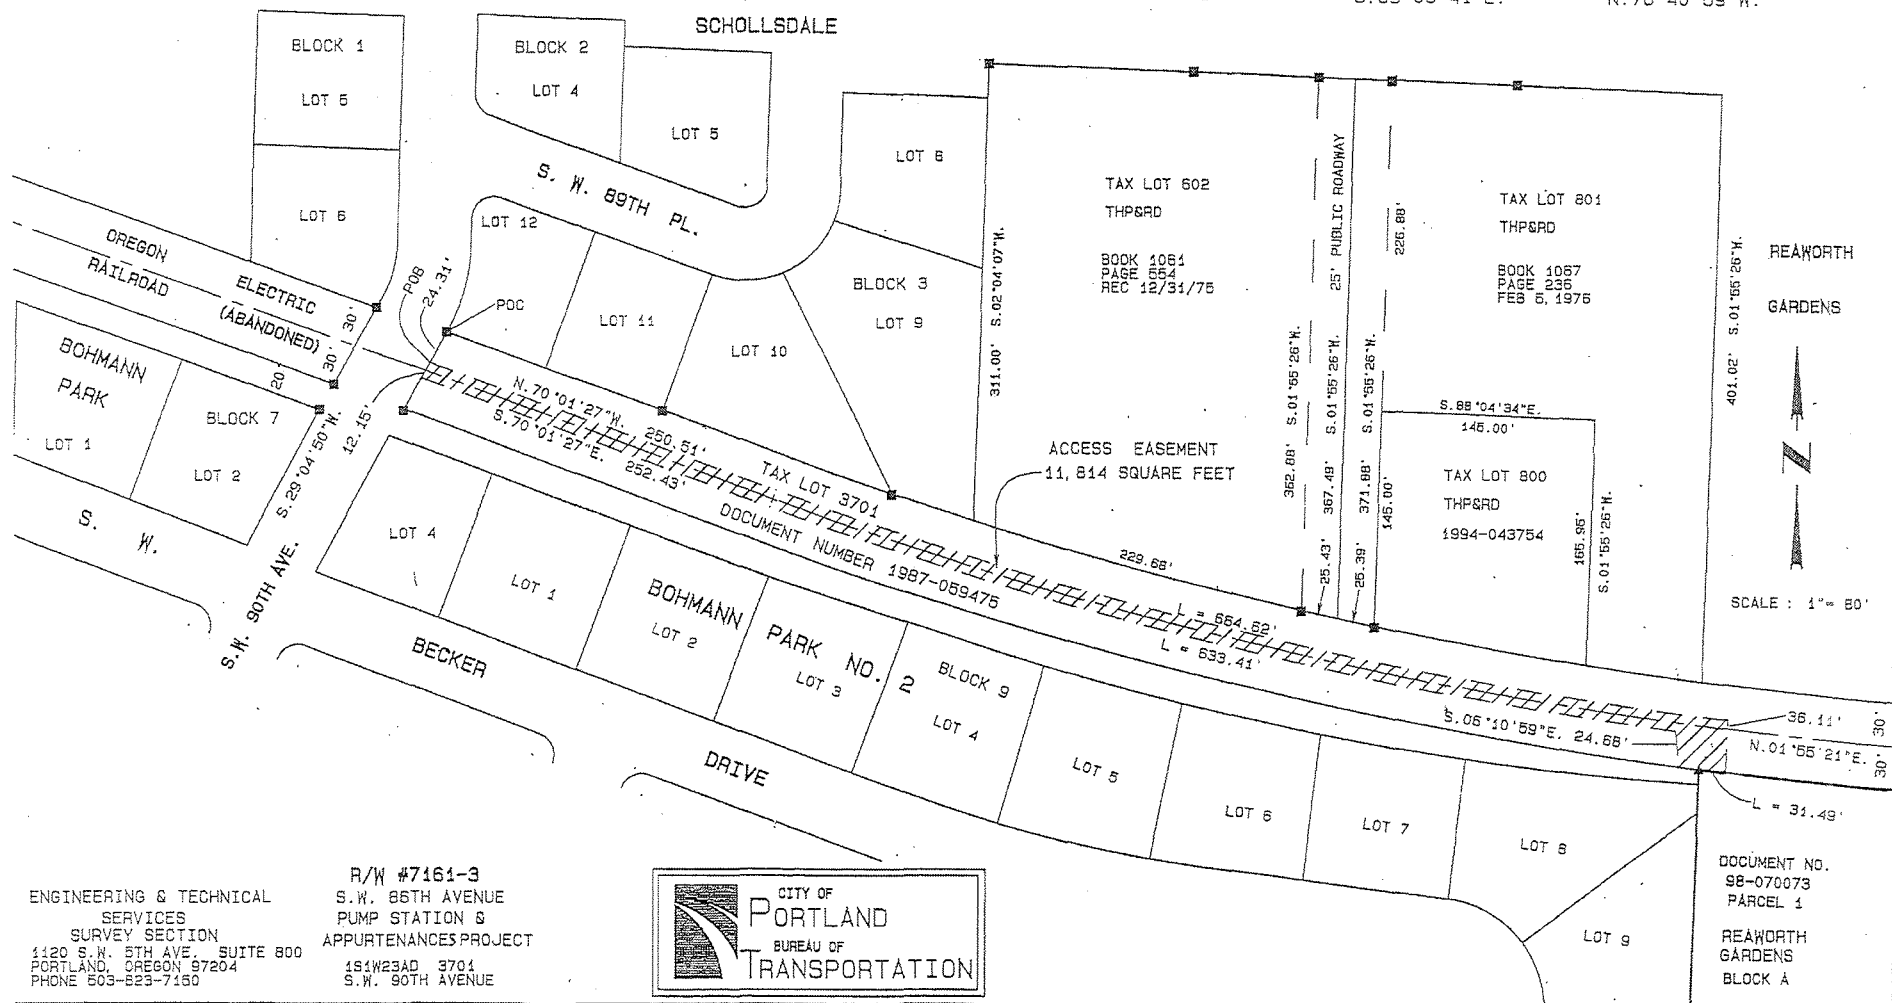 SCHOLLSDALE
BLOCK 1
LOT 5
LOT 6
BLOCK 2
LOT 4
LOT 5
S. W. 89TH PL.
LOT 6
LOT 12
LOT 11
LOT 10
BLOCK 3
LOT 9
OREGON ELECTRIC
RAILROAD (ABANDONED)
30'
30'
20'
POB
24.31'
POC
12.15'
BOHMANN
PARK
LOT 1
BLOCK 7
LOT 2
S. 29°04'50"W.
S. W.
S.W. 90TH AVE.
N.70°01'27"W. 250.51'
S.70°01'27"E. 252.43'
TAX LOT 3701
DOCUMENT NUMBER 1987-059475
311.00' S.02°04'07"W.
TAX LOT 602
THP&RD
BOOK 1061
PAGE 554
REC 12/31/75
25' PUBLIC ROADWAY
362.88' S.01°55'26"W.
367.49' S.01°55'26"W.
371.88' S.01°55'26"W.
226.88'
145.00'
25.43'
25.39'
TAX LOT 801
THP&RD
BOOK 1067
PAGE 236
FEB 5, 1976
S.88°04'34"E.
145.00'
TAX LOT 800
THP&RD
1994-043754
165.95'
S.01°55'26"W.
401.02' S.01°55'26"W.
REAWORTH
GARDENS
N
SCALE : 1"= 80'
ACCESS EASEMENT
11,814 SQUARE FEET
229.68'
L = 664.62'
L = 633.41'
S.06°10'59"E. 24.68'
36.11'
N.01°55'21"E.
30'
30'
L = 31.49'
LOT 4
LOT 1
BOHMANN
LOT 2
PARK NO. 2
LOT 3
BLOCK 9
LOT 4
LOT 5
LOT 6
LOT 7
LOT 8
LOT 9
BECKER
DRIVE
DOCUMENT NO.
98-070073
PARCEL 1
REAWORTH
GARDENS
BLOCK A
ENGINEERING & TECHNICAL
SERVICES
SURVEY SECTION
1120 S.W. 5TH AVE. SUITE 800
PORTLAND, OREGON 97204
PHONE 503-823-7150
R/W #7161-3
S.W. 86TH AVENUE
PUMP STATION &
APPURTENANCES PROJECT
1S1W23AD 3701
S.W. 90TH AVENUE
CITY OF
PORTLAND
BUREAU OF
TRANSPORTATION